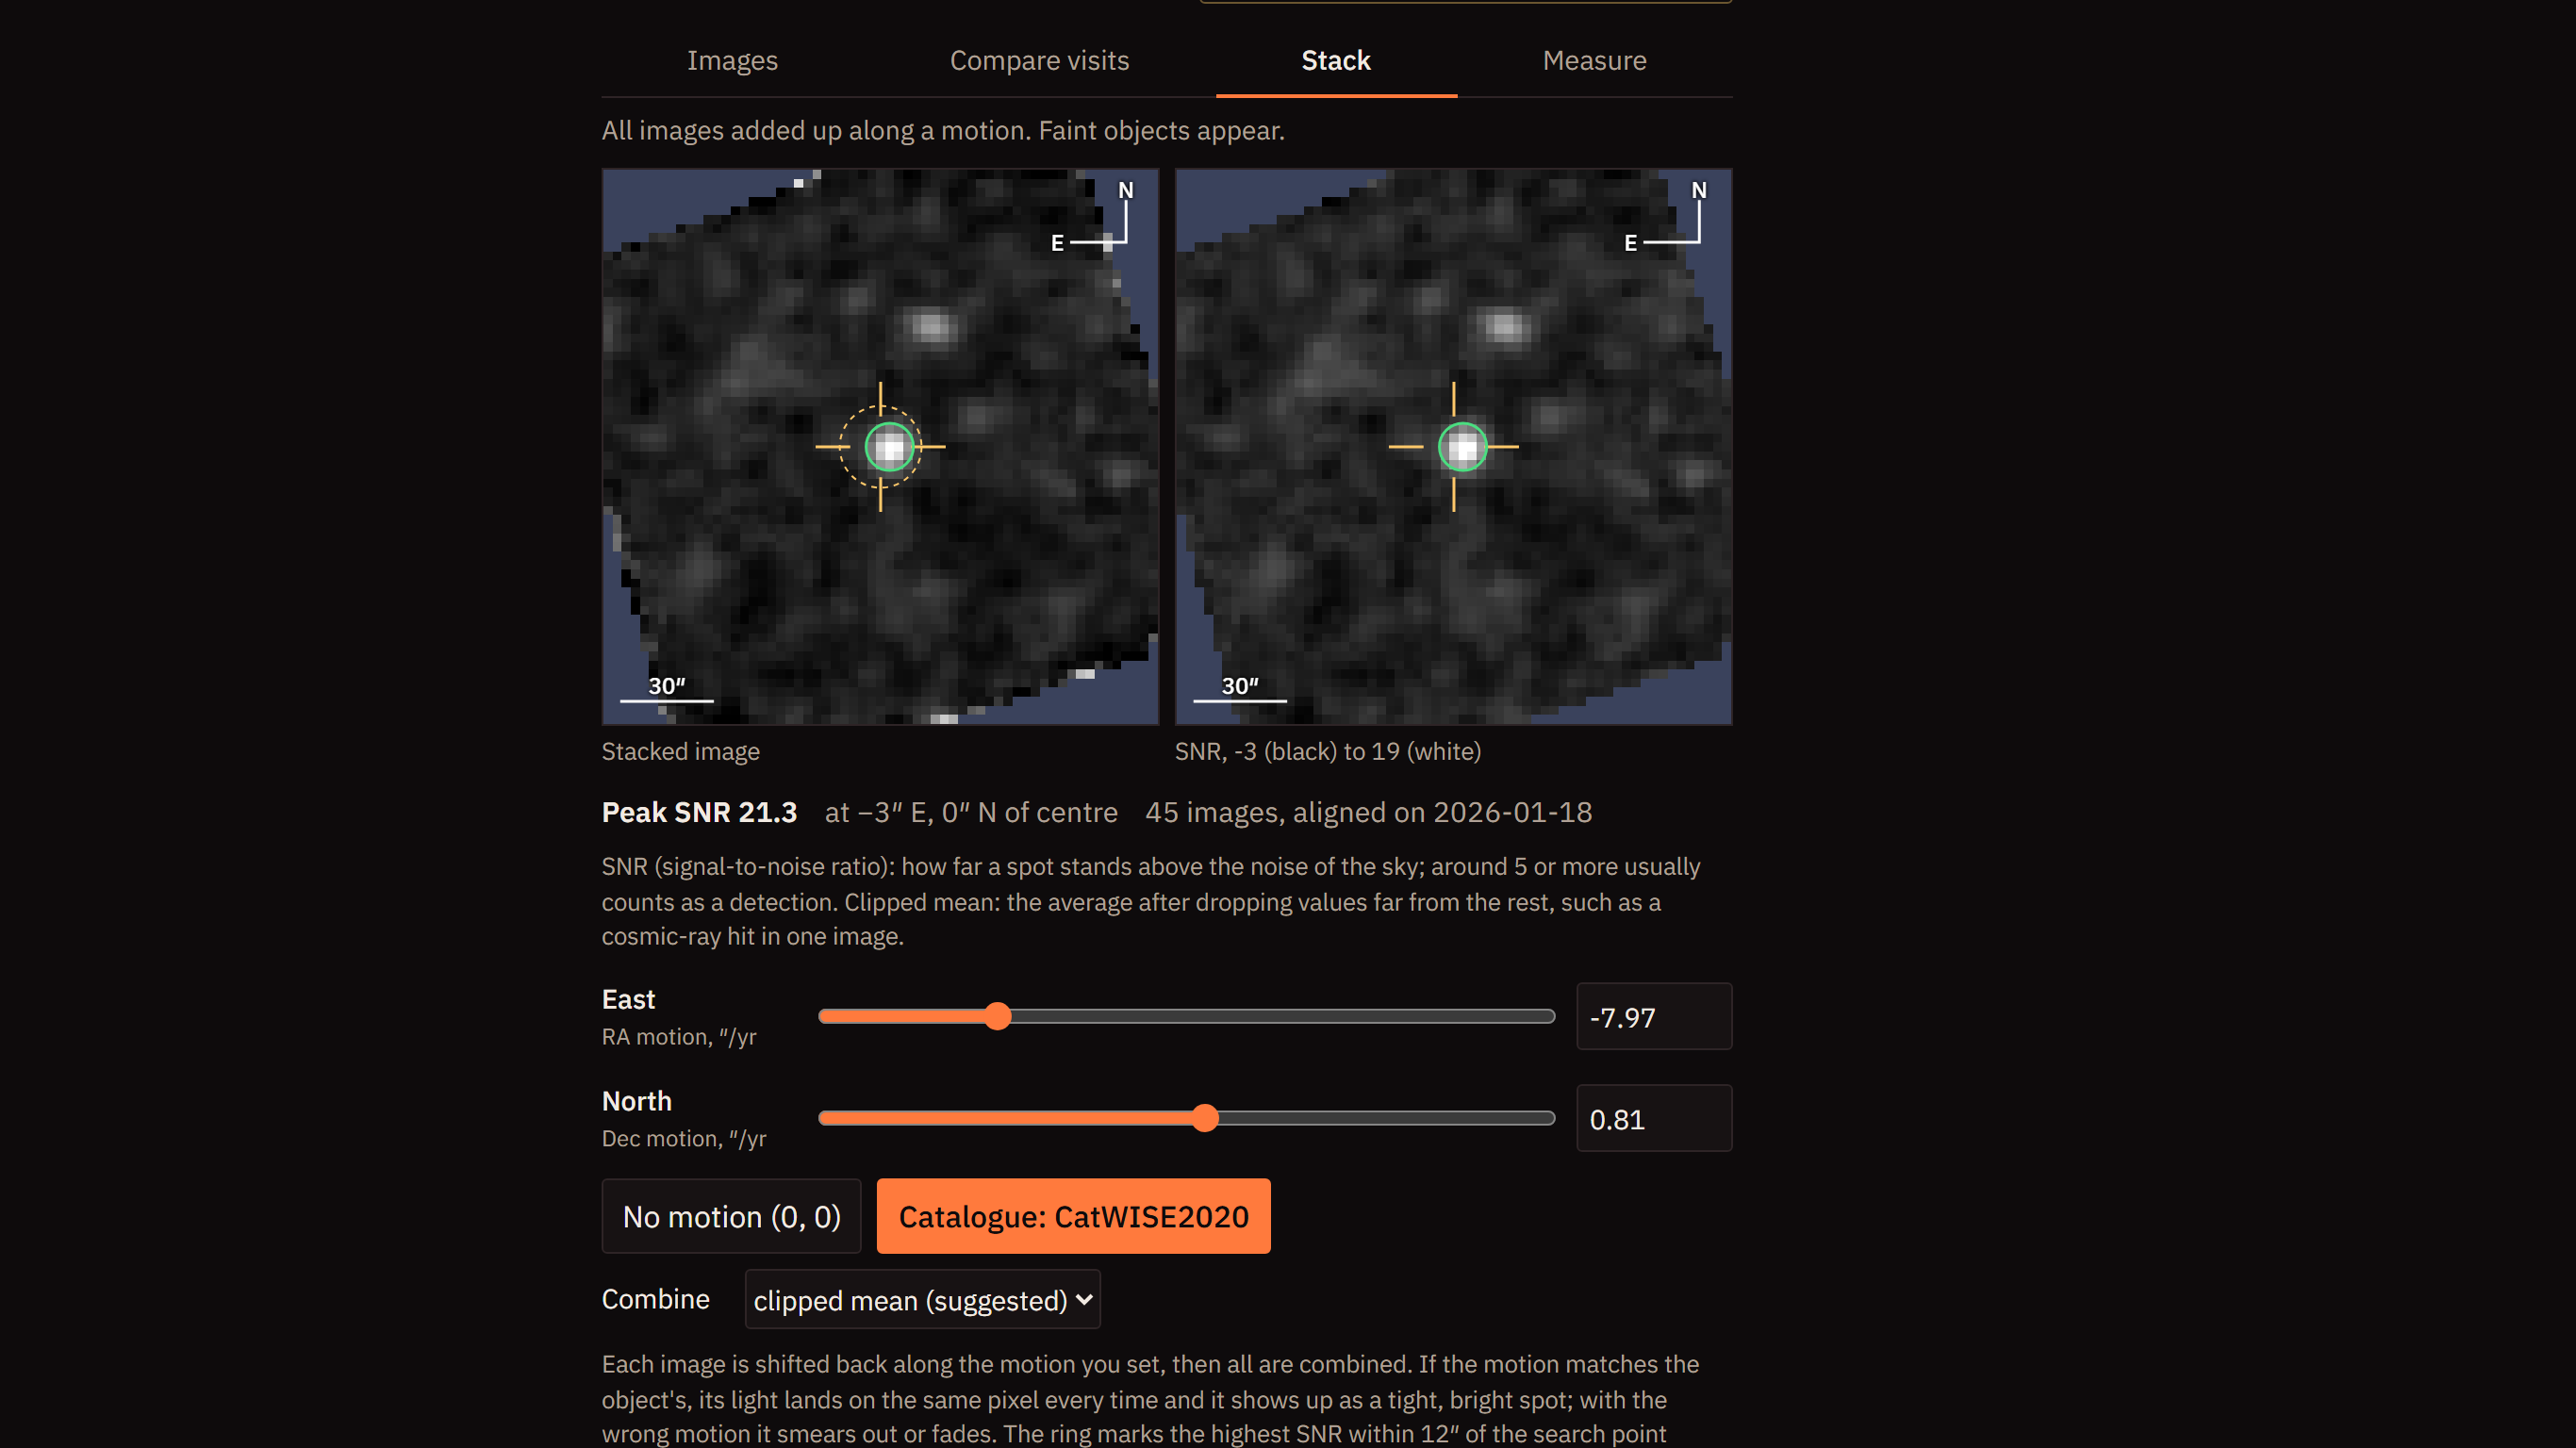 Images
Compare visits
Stack
Measure
All images added up along a motion. Faint objects appear.
N
E
30″
N
E
30″
Stacked image
SNR, -3 (black) to 19 (white)
Peak SNR 21.3 at −3″ E, 0″ N of centre 45 images, aligned on 2026-01-18
SNR (signal-to-noise ratio): how far a spot stands above the noise of the sky; around 5 or more usually
counts as a detection. Clipped mean: the average after dropping values far from the rest, such as a
cosmic-ray hit in one image.
East
RA motion, ″/yr
-7.97
North
Dec motion, ″/yr
0.81
No motion (0, 0)
Catalogue: CatWISE2020
Combine
clipped mean (suggested)
Each image is shifted back along the motion you set, then all are combined. If the motion matches the
object's, its light lands on the same pixel every time and it shows up as a tight, bright spot; with the
wrong motion it smears out or fades. The ring marks the highest SNR within 12″ of the search point